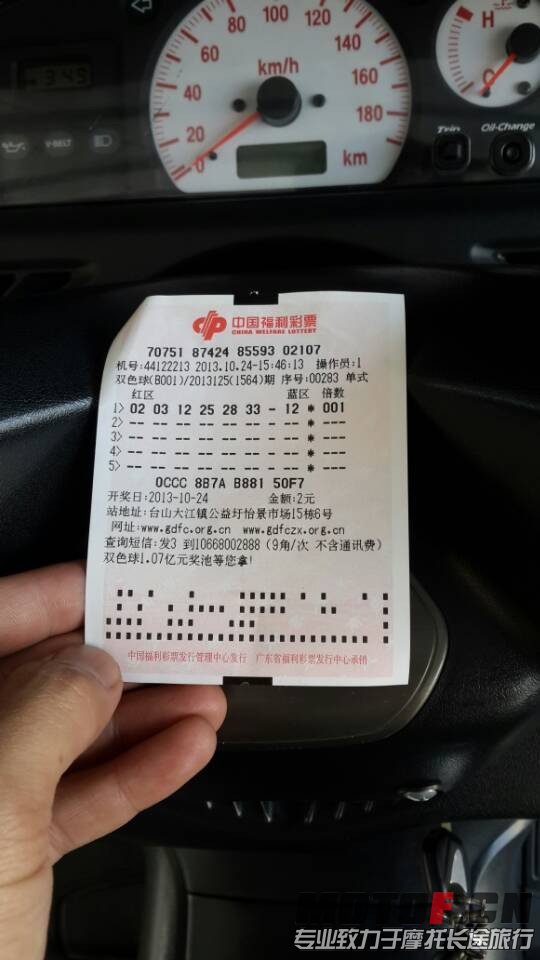 H
C
0
20
40
60
80
100
120
140
160
180
km/h
km
V-BELT
Trip
Oil-Change
中国福利彩票
CHINA WELFARE LOTTERY
70751 87424 85593 02107
机号:44122213 2013.10.24-15:46:13 操作员:1
双色球(B001)/2013125(1564)期 序号:00283 单式
红区 蓝区 倍数
1> 02 03 12 25 28 33 - 12 * 001
2> -- -- -- -- -- -- - -- * ---
3> -- -- -- -- -- -- - -- * ---
4> -- -- -- -- -- -- - -- * ---
5> -- -- -- -- -- -- - -- * ---
0CCC 8B7A B881 50F7
开奖日:2013-10-24 金额:2元
站地址:台山大江镇公益圩怡景市场15栋6号
网址:www.gdfc.org.cn www.gdfczx.org.cn
查询短信:发3 到10668002888 (9角/次 不含通讯费)
双色球1.07亿元奖池等您拿!
中国福利彩票发行管理中心发行 广东省福利彩票发行中心承销
MOTOFCN
专业致力于摩托长途旅行